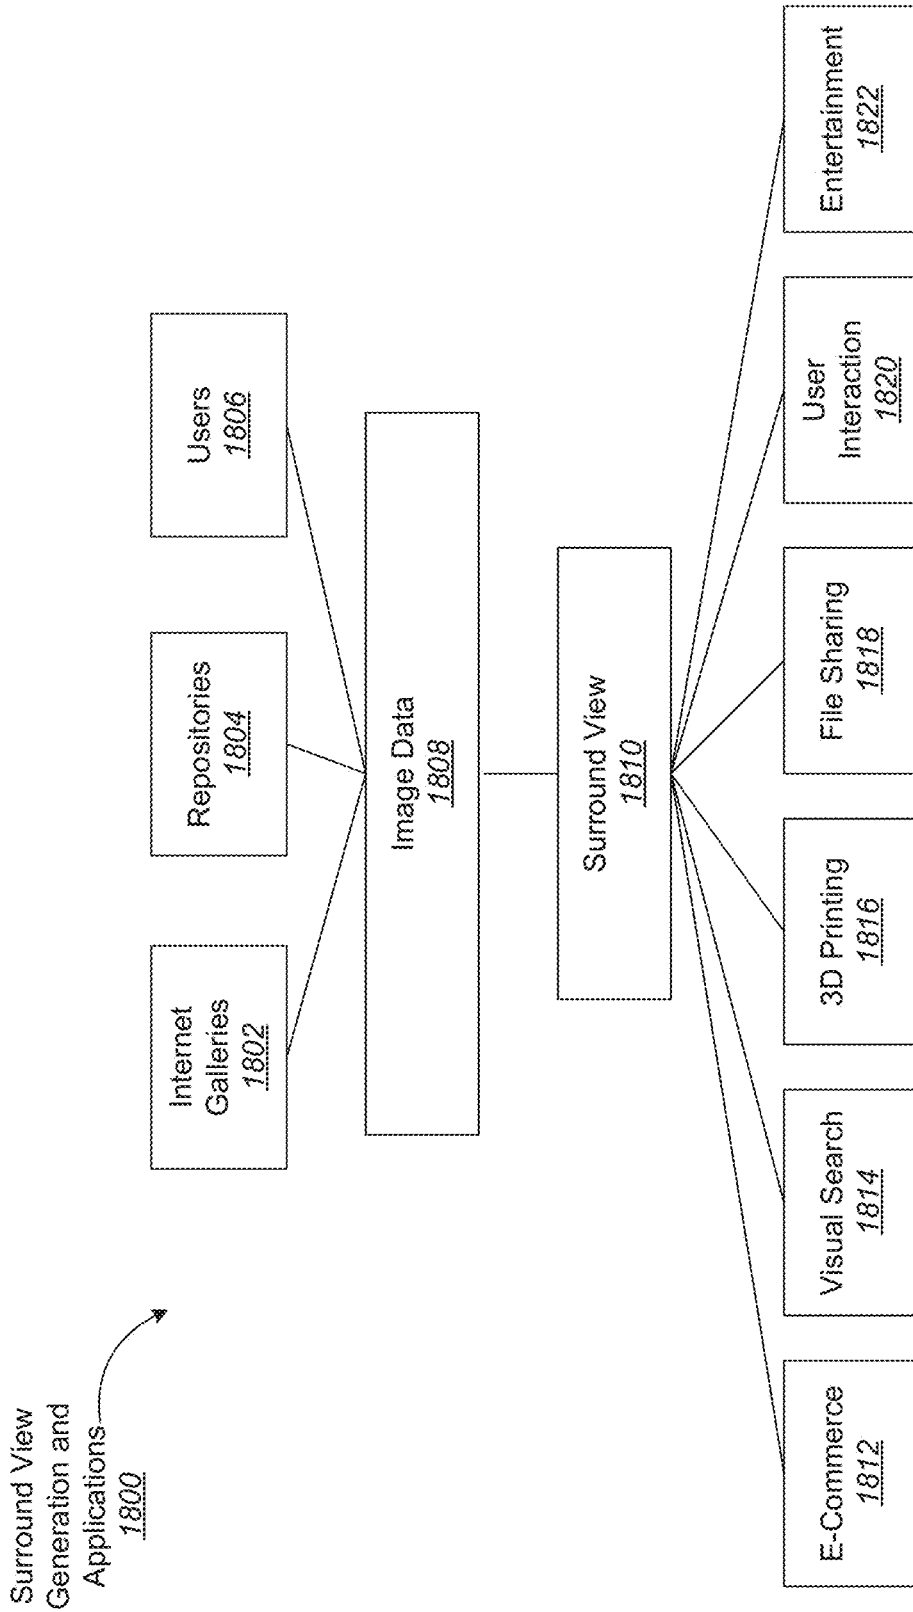 Surround View
Generation and
Applications
1800
Internet
Galleries
1802
Repositories
1804
Users
1806
Image Data
1808
Surround View
1810
E-Commerce
1812
Visual Search
1814
3D Printing
1816
File Sharing
1818
User
Interaction
1820
Entertainment
1822